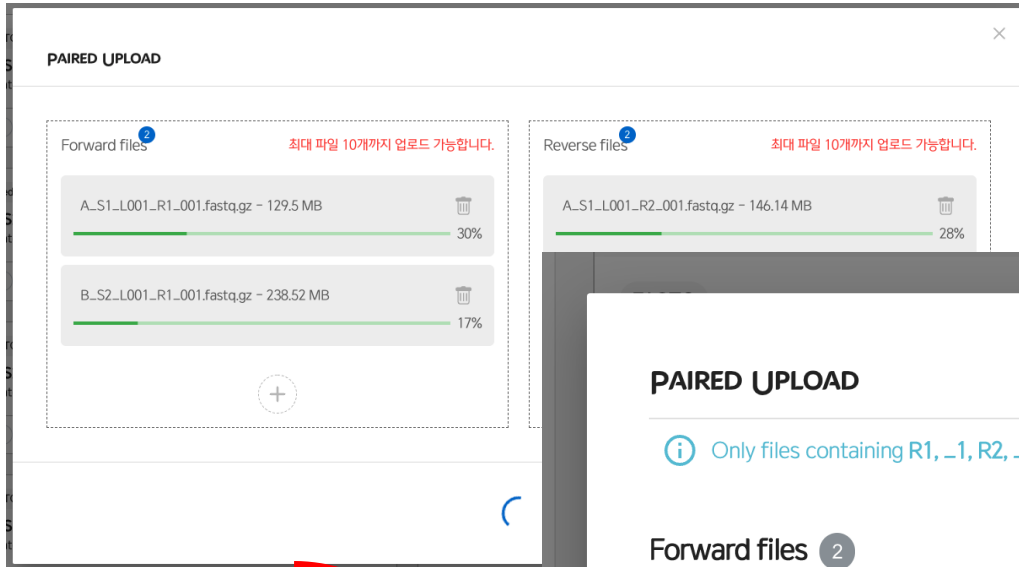 PAIRED UPLOAD
Forward files 2
최대 파일 10개까지 업로드 가능합니다.
A_S1_L001_R1_001.fastq.gz - 129.5 MB
30%
B_S2_L001_R1_001.fastq.gz - 238.52 MB
17%
Reverse files 2
최대 파일 10개까지 업로드 가능합니다.
A_S1_L001_R2_001.fastq.gz - 146.14 MB
28%
PAIRED UPLOAD
Only files containing R1, _1, R2, _
Forward files 2